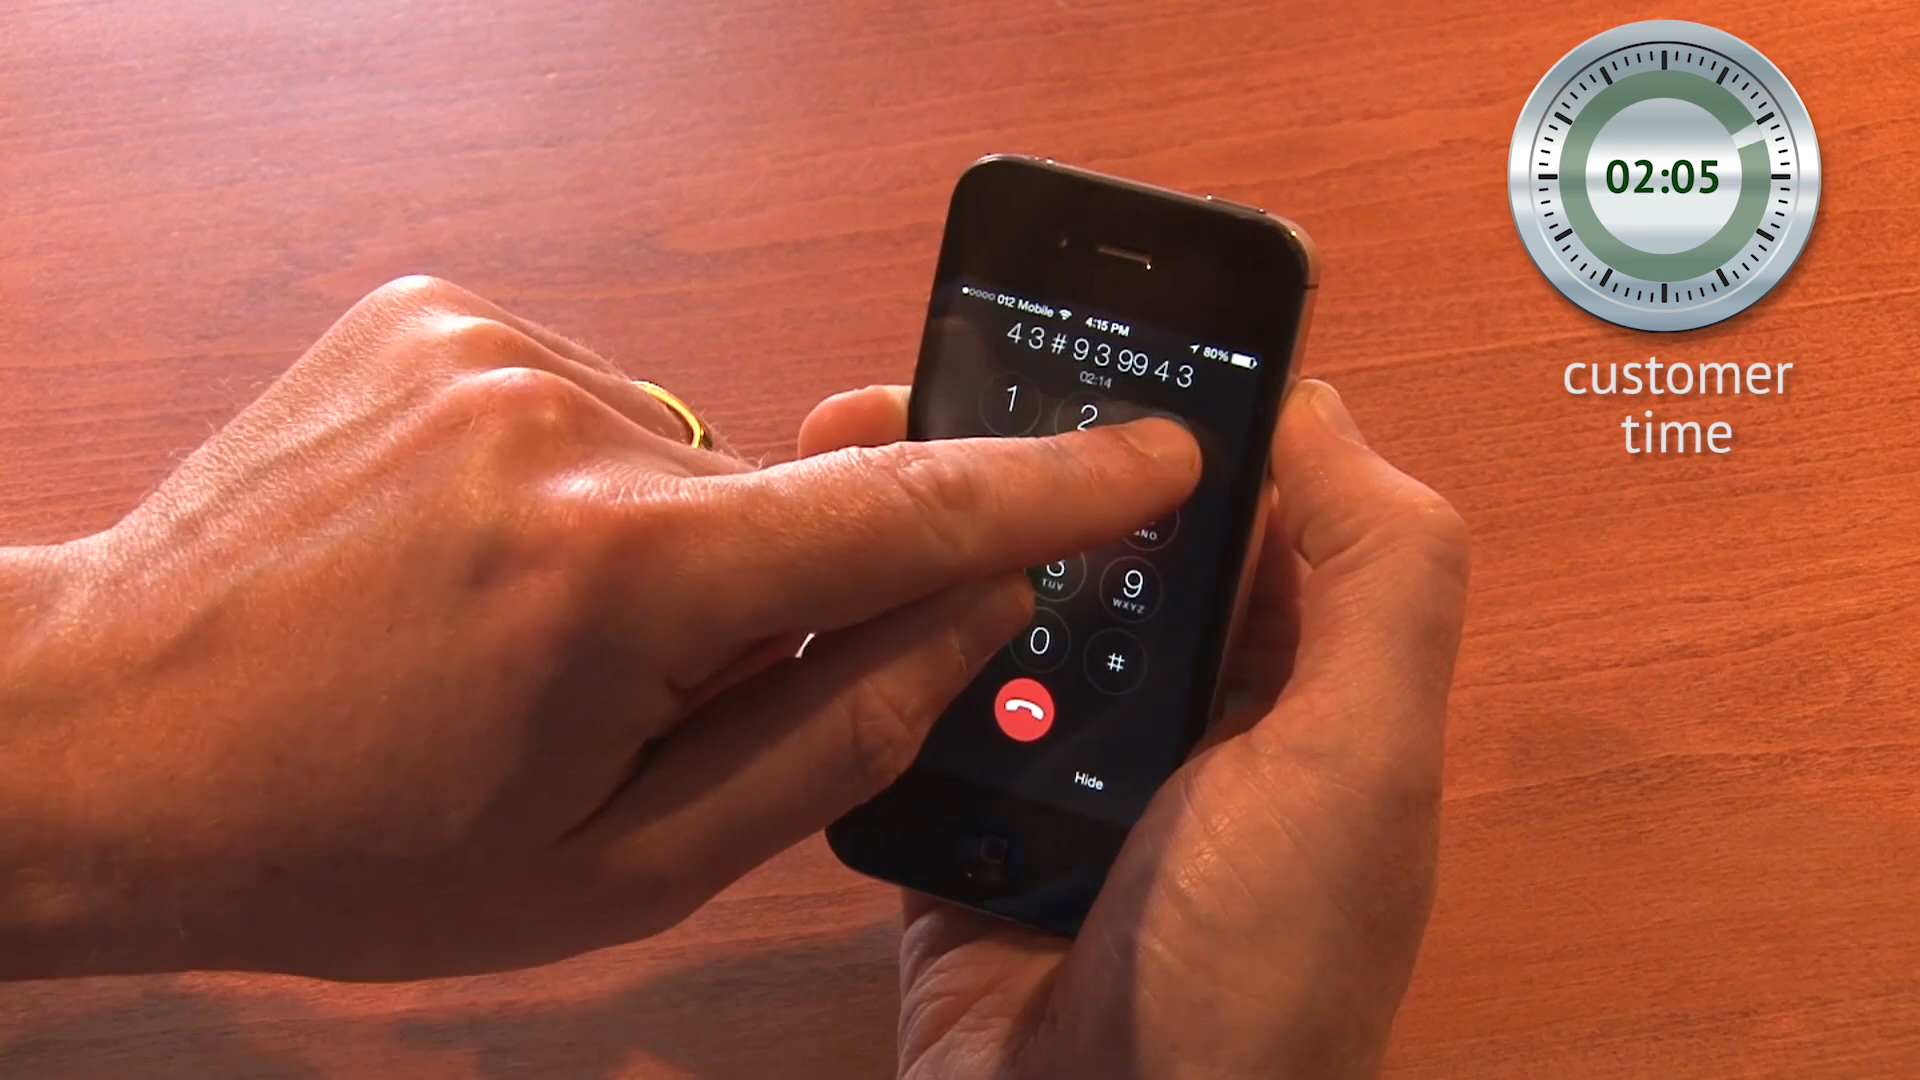 012 Mobile 4:15 PM 80%
43#939943
02:14
1 2
TUV
9
WXYZ
0 #
Hide
02:05
customer
time